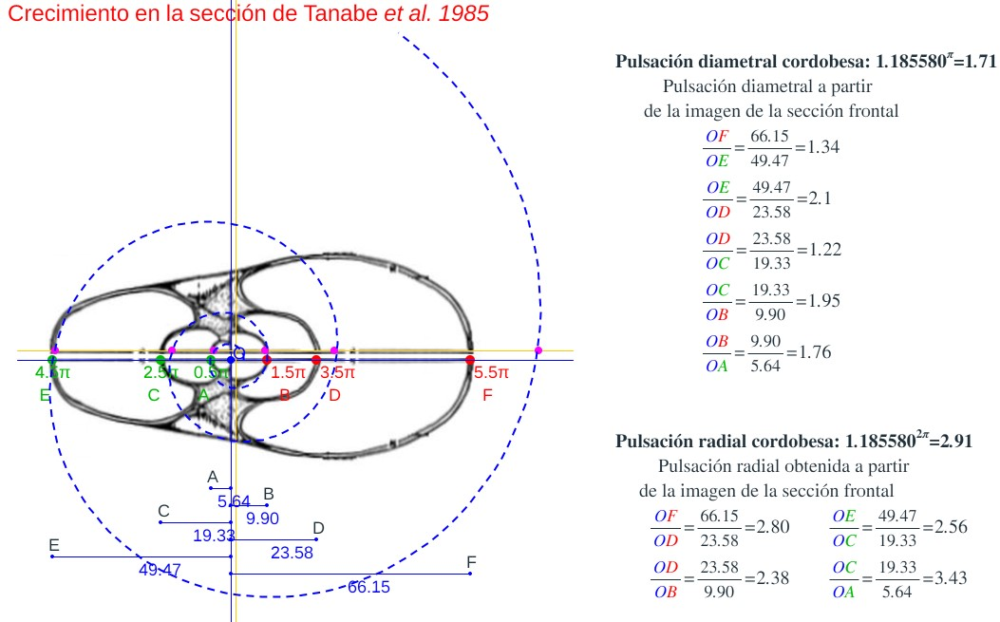 Crecimiento en la sección de Tanabe et al. 1985
O
4.5π 2.5π 0.5π 1.5π 3.5π 5.5π
E C A B D F
A
5.64 B
9.90
C
19.33 D
23.58
E
49.47 F
66.15
Pulsación diametral cordobesa: 1.185580^π=1.71
Pulsación diametral a partir
de la imagen de la sección frontal
OF/OE=66.15/49.47=1.34
OE/OD=49.47/23.58=2.1
OD/OC=23.58/19.33=1.22
OC/OB=19.33/9.90=1.95
OB/OA=9.90/5.64=1.76
Pulsación radial cordobesa: 1.185580^2π=2.91
Pulsación radial obtenida a partir
de la imagen de la sección frontal
OF/OD=66.15/23.58=2.80 OE/OC=49.47/19.33=2.56
OD/OB=23.58/9.90=2.38 OC/OA=19.33/5.64=3.43